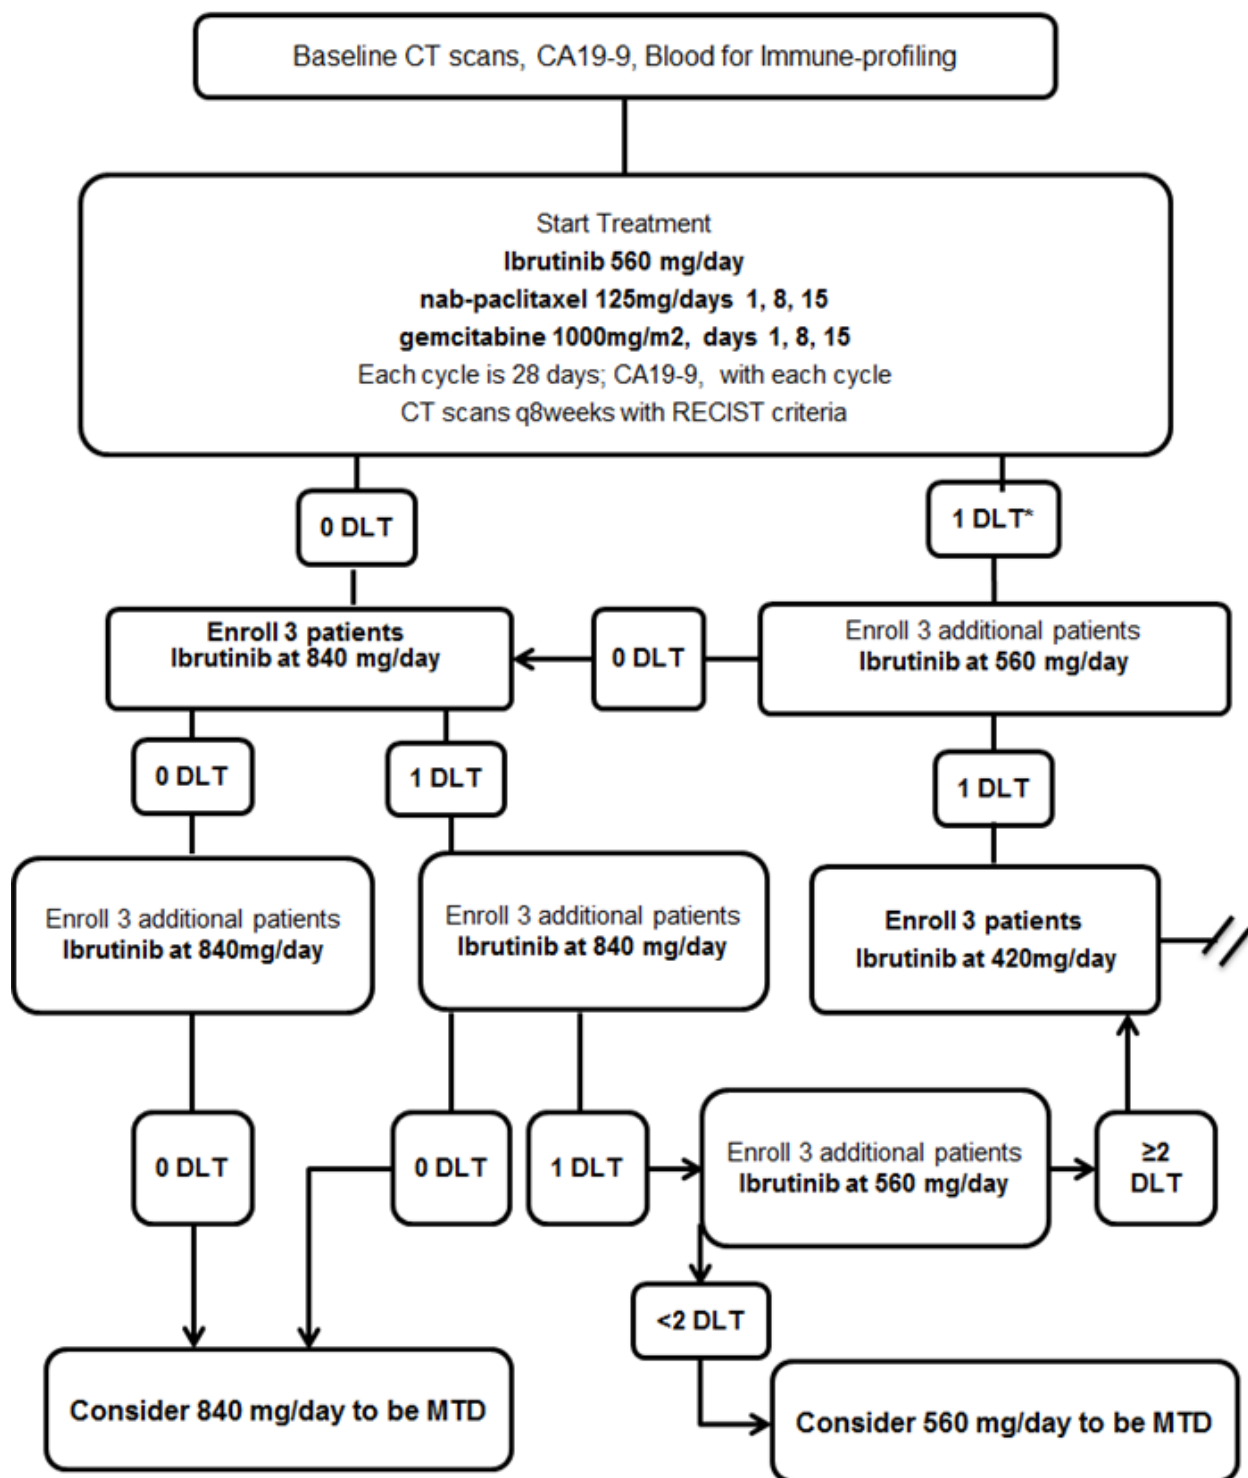 Baseline CT scans, CA19-9, Blood for Immune-profiling
Start Treatment
Ibrutinib 560 mg/day
nab-paclitaxel 125mg/days 1, 8, 15
gemcitabine 1000mg/m2, days 1, 8, 15
Each cycle is 28 days; CA19-9, with each cycle
CT scans q8weeks with RECIST criteria
0 DLT
1 DLT*
Enroll 3 patients
Ibrutinib at 840 mg/day
0 DLT
Enroll 3 additional patients
Ibrutinib at 560 mg/day
0 DLT
1 DLT
1 DLT
Enroll 3 additional patients
Ibrutinib at 840mg/day
Enroll 3 additional patients
Ibrutinib at 840 mg/day
Enroll 3 patients
Ibrutinib at 420mg/day
0 DLT
0 DLT
1 DLT
Enroll 3 additional patients
Ibrutinib at 560 mg/day
≥2
DLT
<2 DLT
Consider 840 mg/day to be MTD
Consider 560 mg/day to be MTD